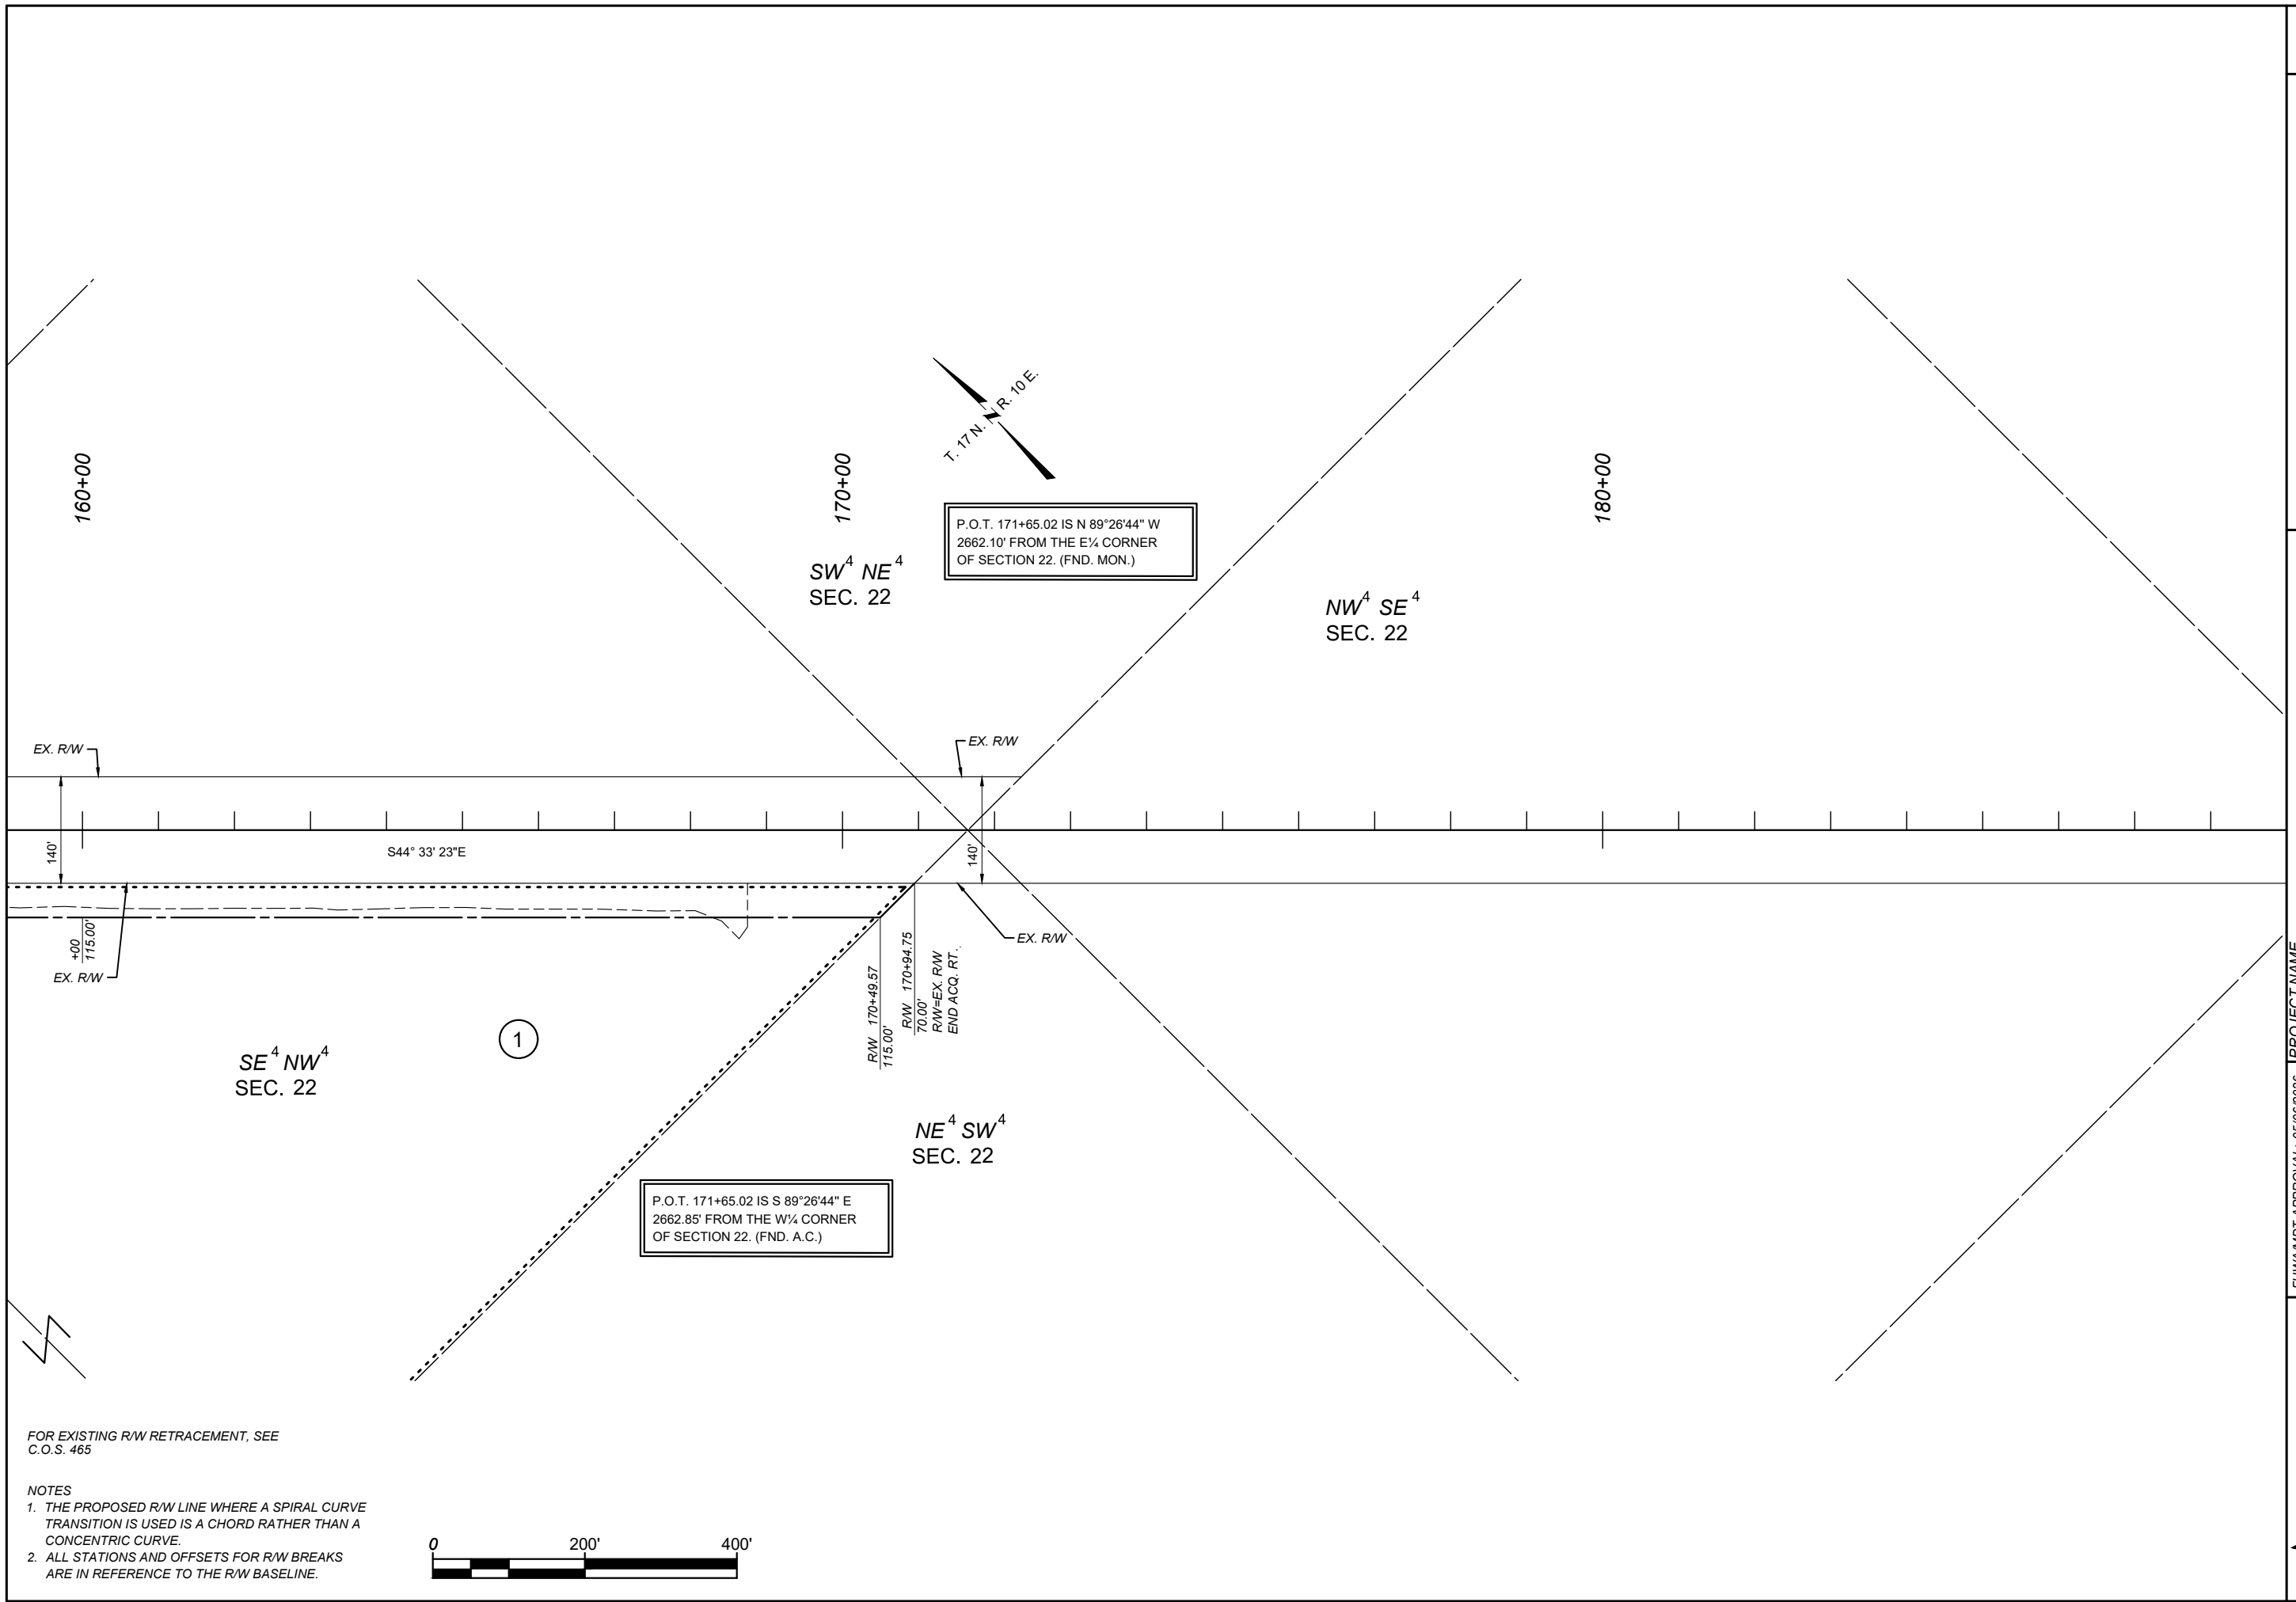 T. 17 N.
N
R. 10 E.
160+00
170+00
180+00
P.O.T. 171+65.02 IS N 89°26'44" W
2662.10' FROM THE E¼ CORNER
OF SECTION 22. (FND. MON.)
SW4 NE4
SEC. 22
NW4 SE4
SEC. 22
EX. R/W
EX. R/W
140'
S44° 33' 23"E
140'
+00
115.00'
EX. R/W
EX. R/W
R/W 170+49.57
115.00'
R/W 170+94.75
70.00'
R/W=EX. R/W
END ACQ. RT.
1
SE4 NW4
SEC. 22
NE4 SW4
SEC. 22
P.O.T. 171+65.02 IS S 89°26'44" E
2662.85' FROM THE W¼ CORNER
OF SECTION 22. (FND. A.C.)
FOR EXISTING R/W RETRACEMENT, SEE
C.O.S. 465
NOTES
1. THE PROPOSED R/W LINE WHERE A SPIRAL CURVE
TRANSITION IS USED IS A CHORD RATHER THAN A
CONCENTRIC CURVE.
2. ALL STATIONS AND OFFSETS FOR R/W BREAKS
ARE IN REFERENCE TO THE R/W BASELINE.
0 200' 400'
PROJECT NAME